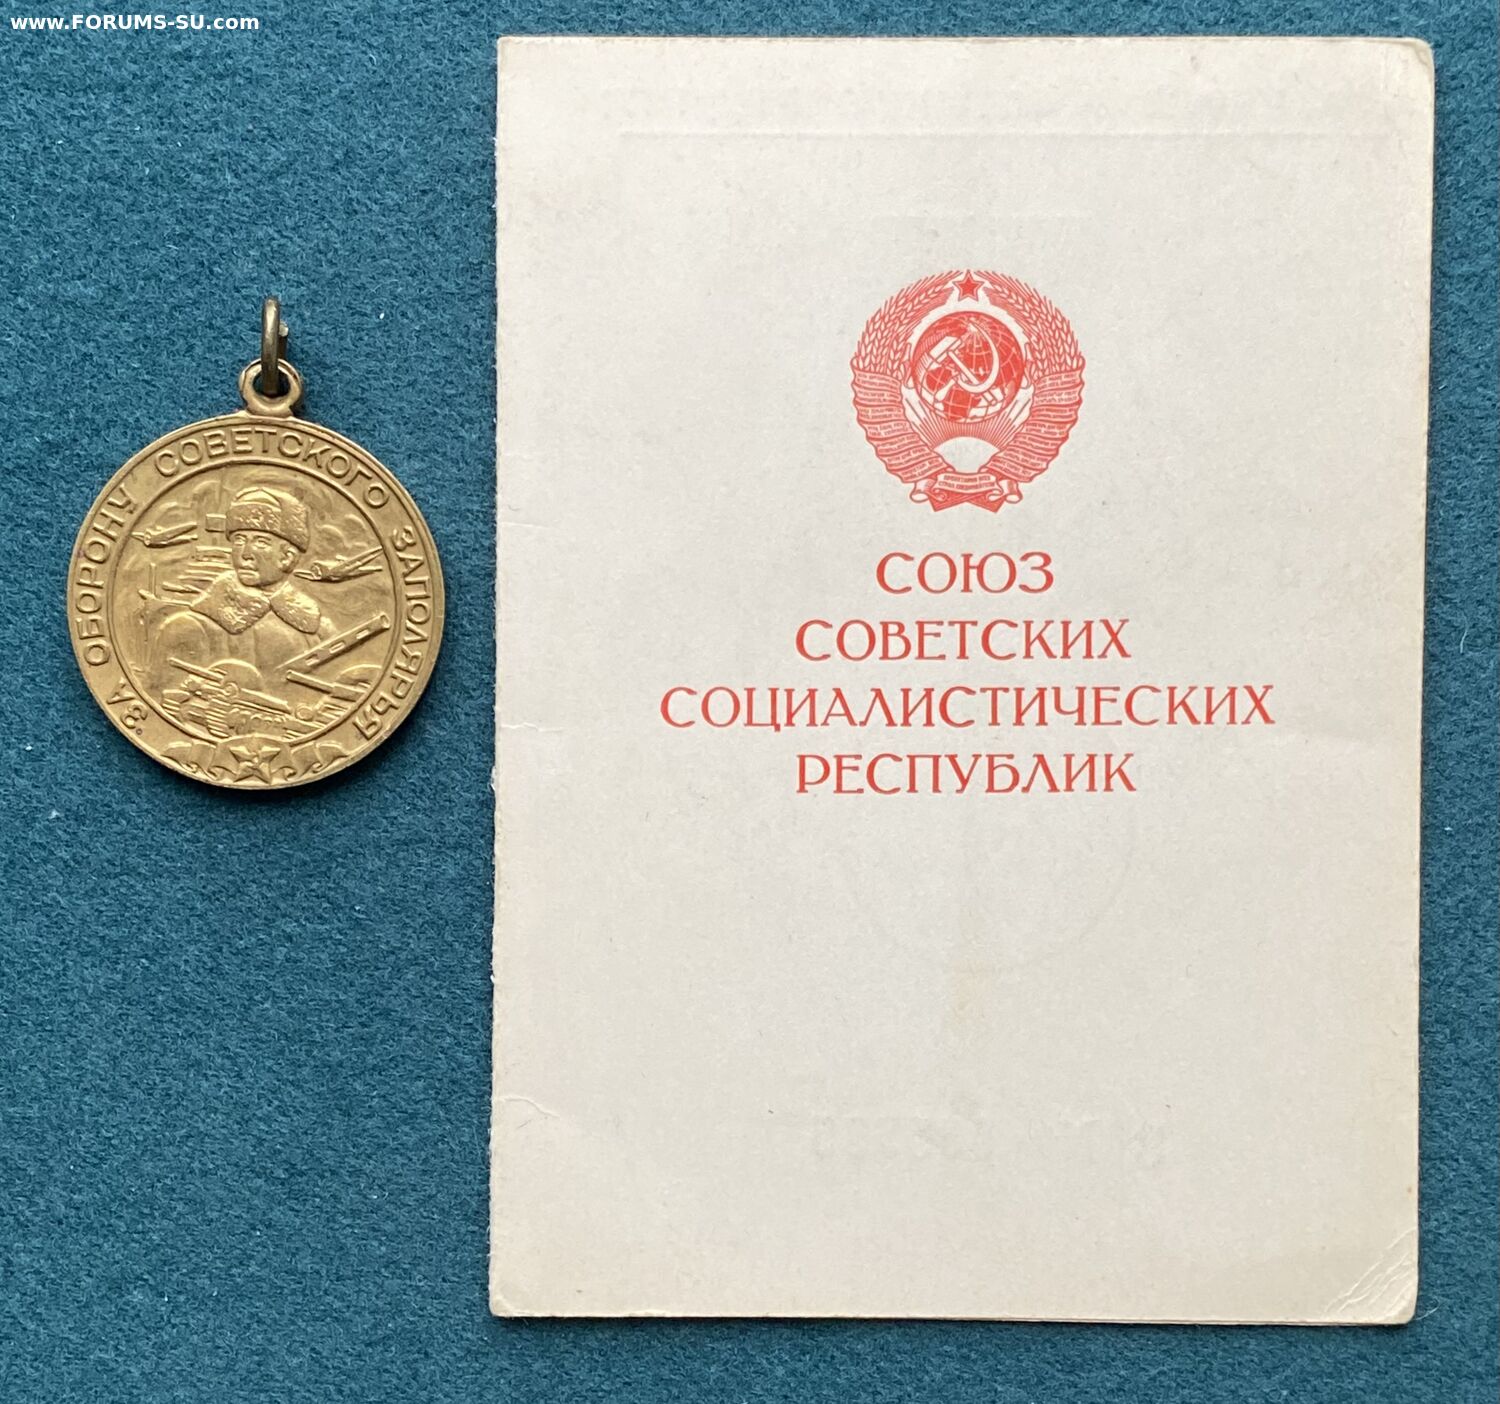 www.FORUMS-SU.com
ЗА ОБОРОНУ СОВЕТСКОГО ЗАПОЛЯРЬЯ
СОЮЗ
СОВЕТСКИХ
СОЦИАЛИСТИЧЕСКИХ
РЕСПУБЛИК